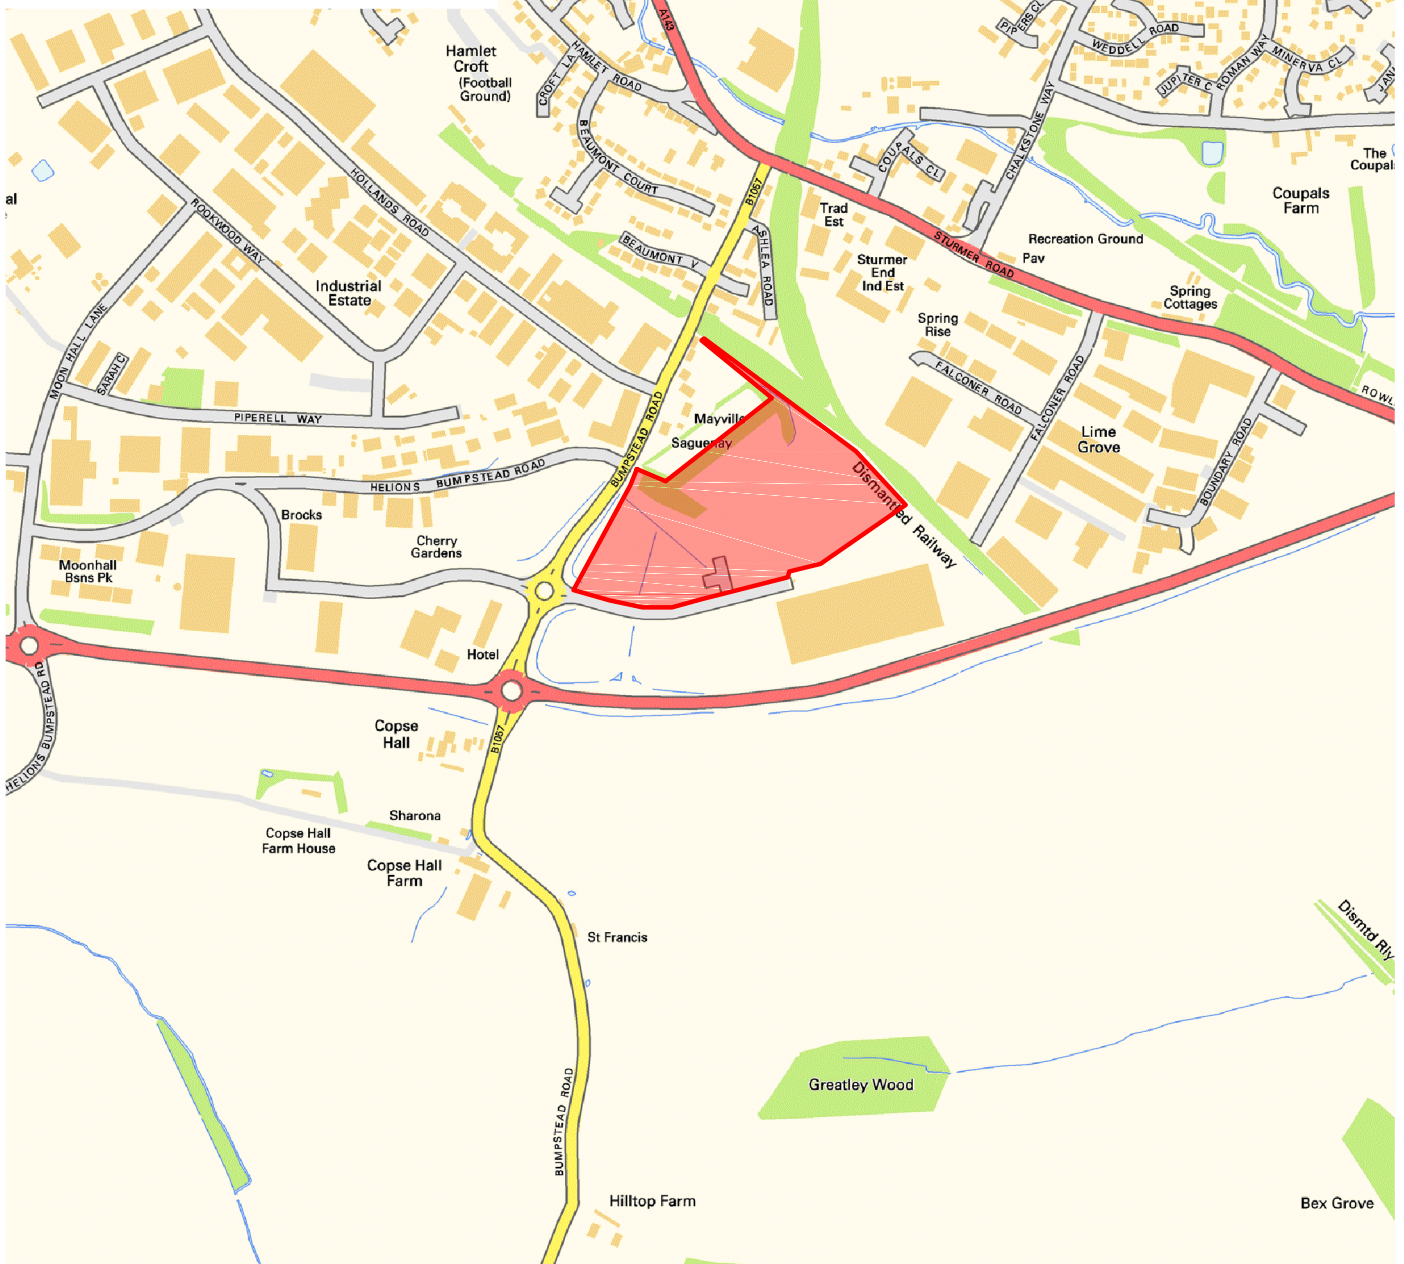 A143
PIPERS CL
WEDDELL ROAD
MINERVA CL
ROMAN WAY
JUPITER C
JAN
Hamlet
Croft
(Football
Ground)
HAMLET ROAD
CROFT LA
BEAUMONT COURT
BEAUMONT V
CHALKSTONE WAY
COUPALS CL
The
Coupals
Coupals
Farm
al
HOLLANDS ROAD
ROOKWOOD WAY
B1057
ASHLEA ROAD
Trad
Est
STURMER ROAD
Recreation Ground
Pav
Sturmer
End
Ind Est
Spring
Cottages
Industrial
Estate
Spring
Rise
MOON HALL LANE
SARAH C
PIPERELL WAY
FALCONER ROAD
FALCONER ROAD
ROWL
Mayville
Saguenay
Lime
Grove
BOUNDARY ROAD
BUMPSTEAD ROAD
HELIONS BUMPSTEAD ROAD
Dismantled Railway
Brocks
Cherry
Gardens
Moonhall
Bsns Pk
Hotel
HELIONS BUMPSTEAD RD
Copse
Hall
B1057
Sharona
Copse Hall
Farm House
Copse Hall
Farm
St Francis
Dismtd Rly
Greatley Wood
BUMPSTEAD ROAD
Hilltop Farm
Bex Grove